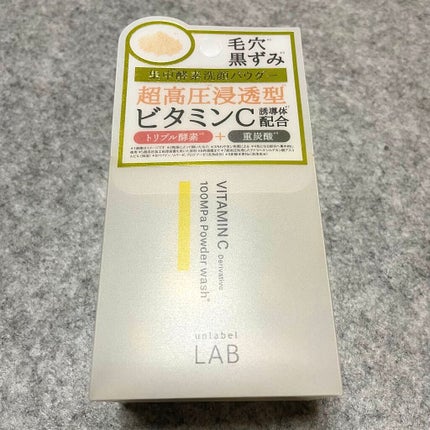 毛穴
黒ずみ
集中酵素洗顔パウダー
超高圧浸透型
ビタミンC誘導体配合
トリプル酵素 + 重炭酸
VITAMIN C Derivative
100MPa Powder wash
unlabel
LAB